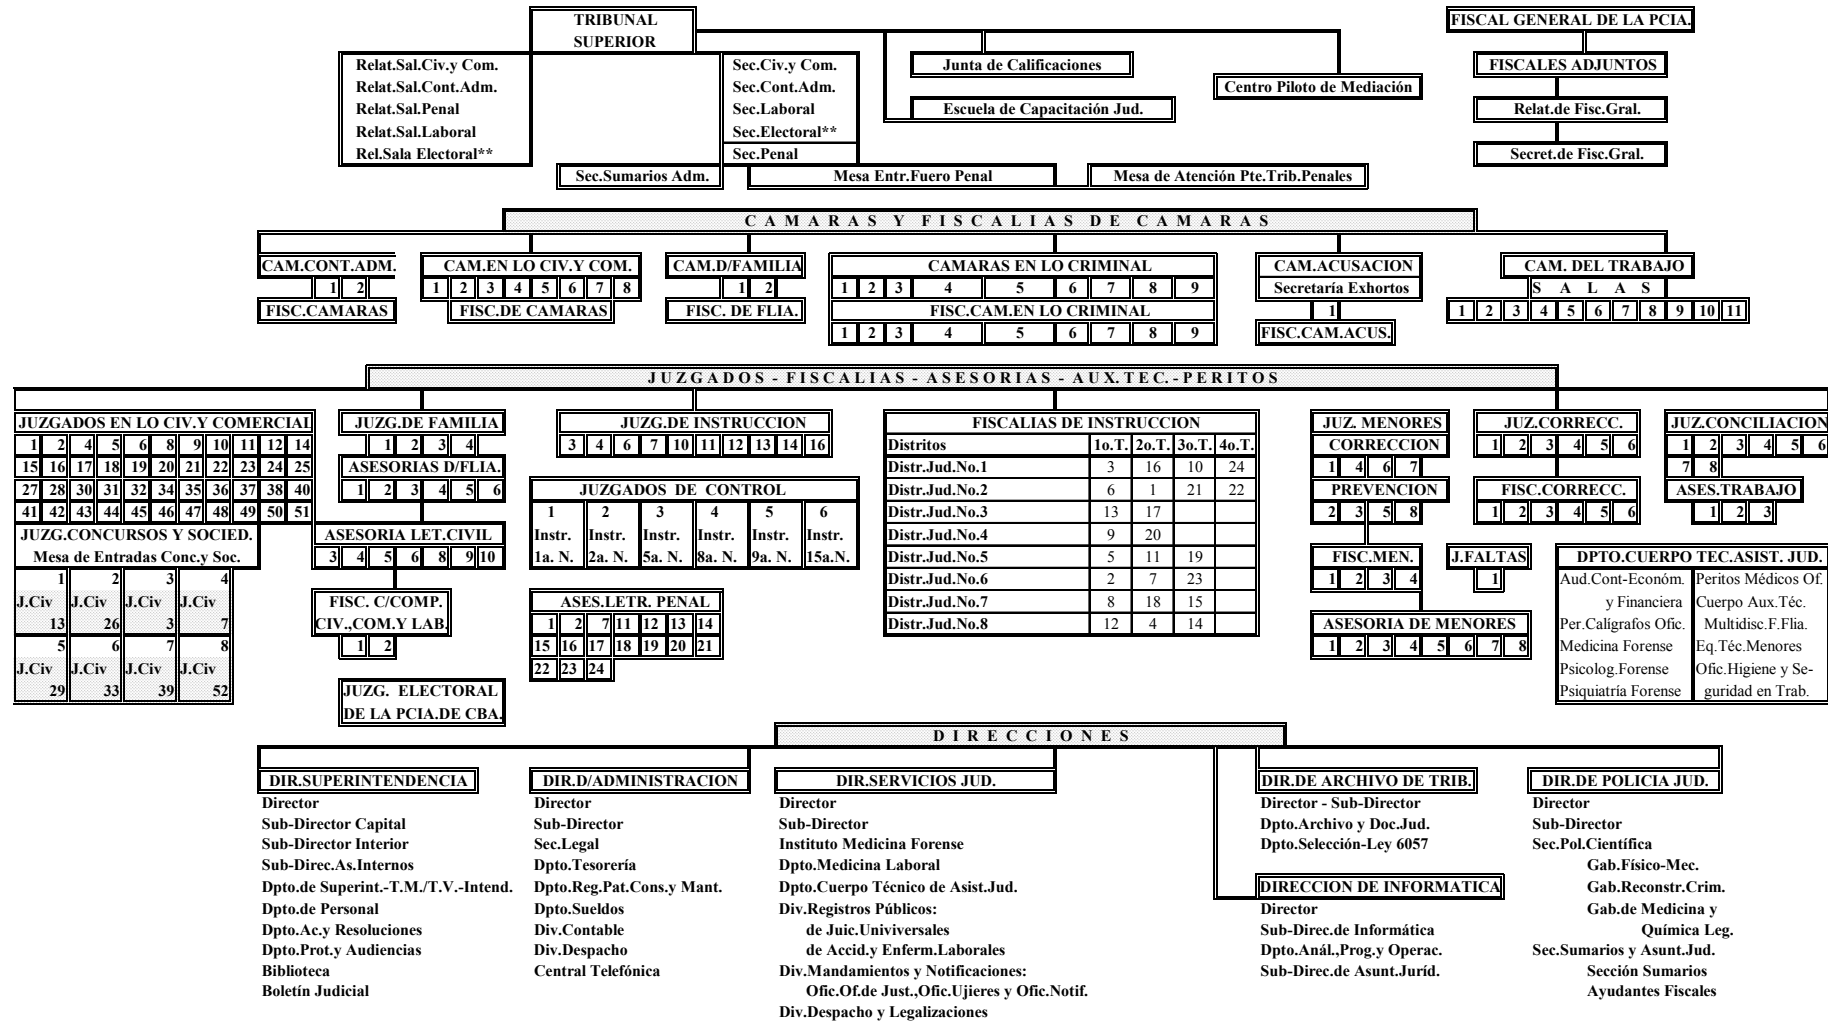 TRIBUNAL
SUPERIOR
FISCAL GENERAL DE LA PCIA.
Relat.Sal.Civ.y Com.
Relat.Sal.Cont.Adm.
Relat.Sal.Penal
Relat.Sal.Laboral
Rel.Sala Electoral**
Sec.Civ.y Com.
Sec.Cont.Adm.
Sec.Laboral
Sec.Electoral**
Sec.Penal
Junta de Calificaciones
Escuela de Capacitación Jud.
Centro Piloto de Mediación
FISCALES ADJUNTOS
Relat.de Fisc.Gral.
Secret.de Fisc.Gral.
Sec.Sumarios Adm.
Mesa Entr.Fuero Penal
Mesa de Atención Pte.Trib.Penales
CAMARAS Y FISCALIAS DE CAMARAS
CAM.CONT.ADM.
1 2
FISC.CAMARAS
CAM.EN LO CIV.Y COM.
1 2 3 4 5 6 7 8
FISC.DE CAMARAS
CAM.D/FAMILIA
1 2
FISC. DE FLIA.
CAMARAS EN LO CRIMINAL
1 2 3 4 5 6 7 8 9
FISC.CAM.EN LO CRIMINAL
1 2 3 4 5 6 7 8 9
CAM.ACUSACION
Secretaría Exhortos
1
FISC.CAM.ACUS.
CAM. DEL TRABAJO
S A L A S
1 2 3 4 5 6 7 8 9 10 11
JUZGADOS - FISCALIAS - ASESORIAS - AUX. TEC. - PERITOS
JUZGADOS EN LO CIV.Y COMERCIAL
1 2 4 5 6 8 9 10 11 12 14
15 16 17 18 19 20 21 22 23 24 25
27 28 30 31 32 34 35 36 37 38 40
41 42 43 44 45 46 47 48 49 50 51
JUZG.CONCURSOS Y SOCIED.
Mesa de Entradas Conc.y Soc.
1 2 3 4
J.Civ J.Civ J.Civ J.Civ
13 26 3 7
5 6 7 8
J.Civ J.Civ J.Civ J.Civ
29 33 39 52
JUZG.DE FAMILIA
1 2 3 4
ASESORIAS D/FLIA.
1 2 3 4 5 6
ASESORIA LET.CIVIL
3 4 5 6 8 9 10
FISC. C/COMP.
CIV.,COM.Y LAB.
1 2
JUZG. ELECTORAL
DE LA PCIA.DE CBA.
JUZG.DE INSTRUCCION
3 4 6 7 10 11 12 13 14 16
JUZGADOS DE CONTROL
1 2 3 4 5 6
Instr. Instr. Instr. Instr. Instr. Instr.
1a. N. 2a. N. 5a. N. 8a. N. 9a. N. 15a.N.
ASES.LETR. PENAL
1 2 7 11 12 13 14
15 16 17 18 19 20 21
22 23 24
FISCALIAS DE INSTRUCCION
Distritos 1o.T. 2o.T. 3o.T. 4o.T.
Distr.Jud.No.1 3 16 10 24
Distr.Jud.No.2 6 1 21 22
Distr.Jud.No.3 13 17
Distr.Jud.No.4 9 20
Distr.Jud.No.5 5 11 19
Distr.Jud.No.6 2 7 23
Distr.Jud.No.7 8 18 15
Distr.Jud.No.8 12 4 14
JUZ. MENORES
CORRECCION
1 4 6 7
PREVENCION
2 3 5 8
FISC.MEN.
1 2 3 4
J.FALTAS
1
ASESORIA DE MENORES
1 2 3 4 5 6 7 8
JUZ.CORRECC.
1 2 3 4 5 6
FISC.CORRECC.
1 2 3 4 5 6
JUZ.CONCILIACION
1 2 3 4 5 6
7 8
ASES.TRABAJO
1 2 3
DPTO.CUERPO TEC.ASIST. JUD.
Aud.Cont-Económ.
y Financiera
Per.Calígrafos Ofic.
Medicina Forense
Psicolog.Forense
Psiquiatría Forense
Peritos Médicos Of.
Cuerpo Aux.Téc.
Multidisc.F.Flia.
Eq.Téc.Menores
Ofic.Higiene y Se-
guridad en Trab.
DIRECCIONES
DIR.SUPERINTENDENCIA
Director
Sub-Director Capital
Sub-Director Interior
Sub-Direc.As.Internos
Dpto.de Superint.-T.M./T.V.-Intend.
Dpto.de Personal
Dpto.Ac.y Resoluciones
Dpto.Prot.y Audiencias
Biblioteca
Boletín Judicial
DIR.D/ADMINISTRACION
Director
Sub-Director
Sec.Legal
Dpto.Tesorería
Dpto.Reg.Pat.Cons.y Mant.
Dpto.Sueldos
Div.Contable
Div.Despacho
Central Telefónica
DIR.SERVICIOS JUD.
Director
Sub-Director
Instituto Medicina Forense
Dpto.Medicina Laboral
Dpto.Cuerpo Técnico de Asist.Jud.
Div.Registros Públicos:
de Juic.Univiversales
de Accid.y Enferm.Laborales
Div.Mandamientos y Notificaciones:
Ofic.Of.de Just.,Ofic.Ujieres y Ofic.Notif.
Div.Despacho y Legalizaciones
DIR.DE ARCHIVO DE TRIB.
Director - Sub-Director
Dpto.Archivo y Doc.Jud.
Dpto.Selección-Ley 6057
DIRECCION DE INFORMATICA
Director
Sub-Direc.de Informática
Dpto.Anál.,Prog.y Operac.
Sub-Direc.de Asunt.Juríd.
DIR.DE POLICIA JUD.
Director
Sub-Director
Sec.Pol.Científica
Gab.Físico-Mec.
Gab.Reconstr.Crim.
Gab.de Medicina y
Química Leg.
Sec.Sumarios y Asunt.Jud.
Sección Sumarios
Ayudantes Fiscales